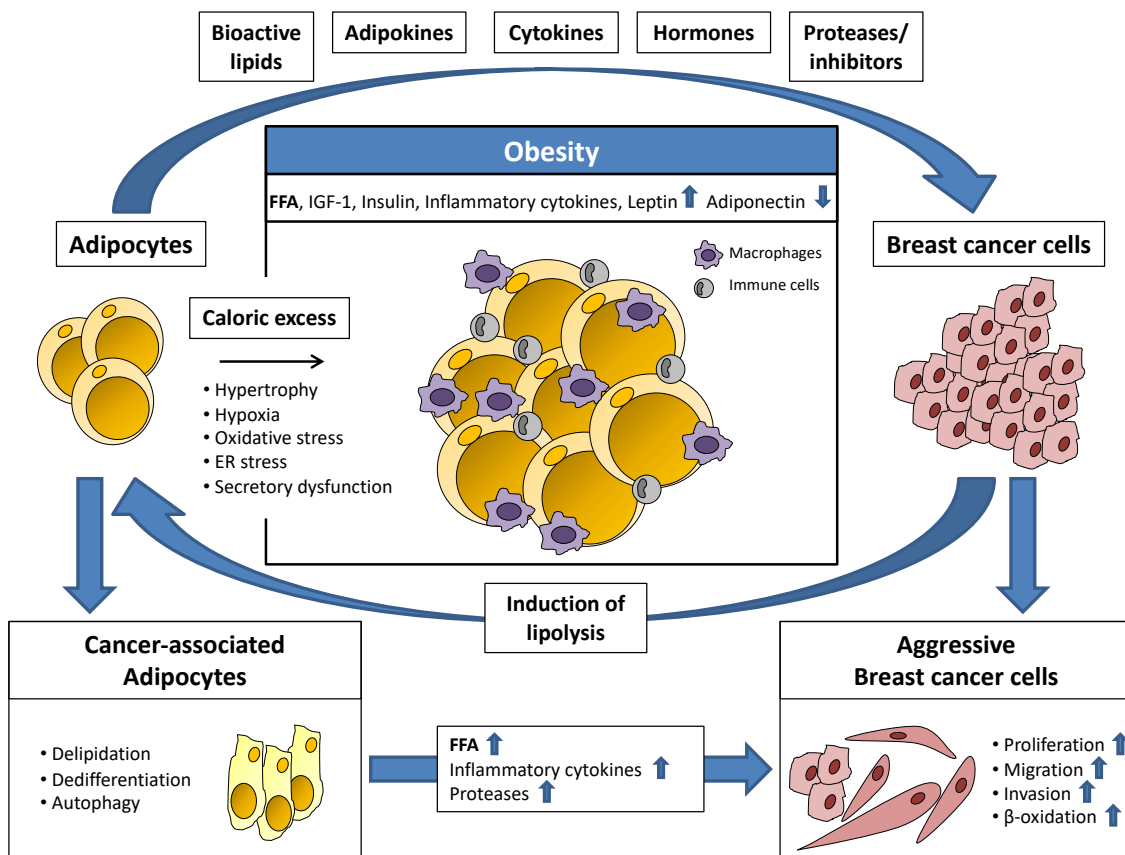 Bioactive
lipids
Adipokines
Cytokines
Hormones
Proteases/
inhibitors
Obesity
FFA, IGF-1, Insulin, Inflammatory cytokines, Leptin Adiponectin
Macrophages
Immune cells
Adipocytes
Breast cancer cells
Caloric excess
• Hypertrophy
• Hypoxia
• Oxidative stress
• ER stress
• Secretory dysfunction
Induction of
lipolysis
Cancer-associated
Adipocytes
• Delipidation
• Dedifferentiation
• Autophagy
FFA
Inflammatory cytokines
Proteases
Aggressive
Breast cancer cells
• Proliferation
• Migration
• Invasion
• β-oxidation